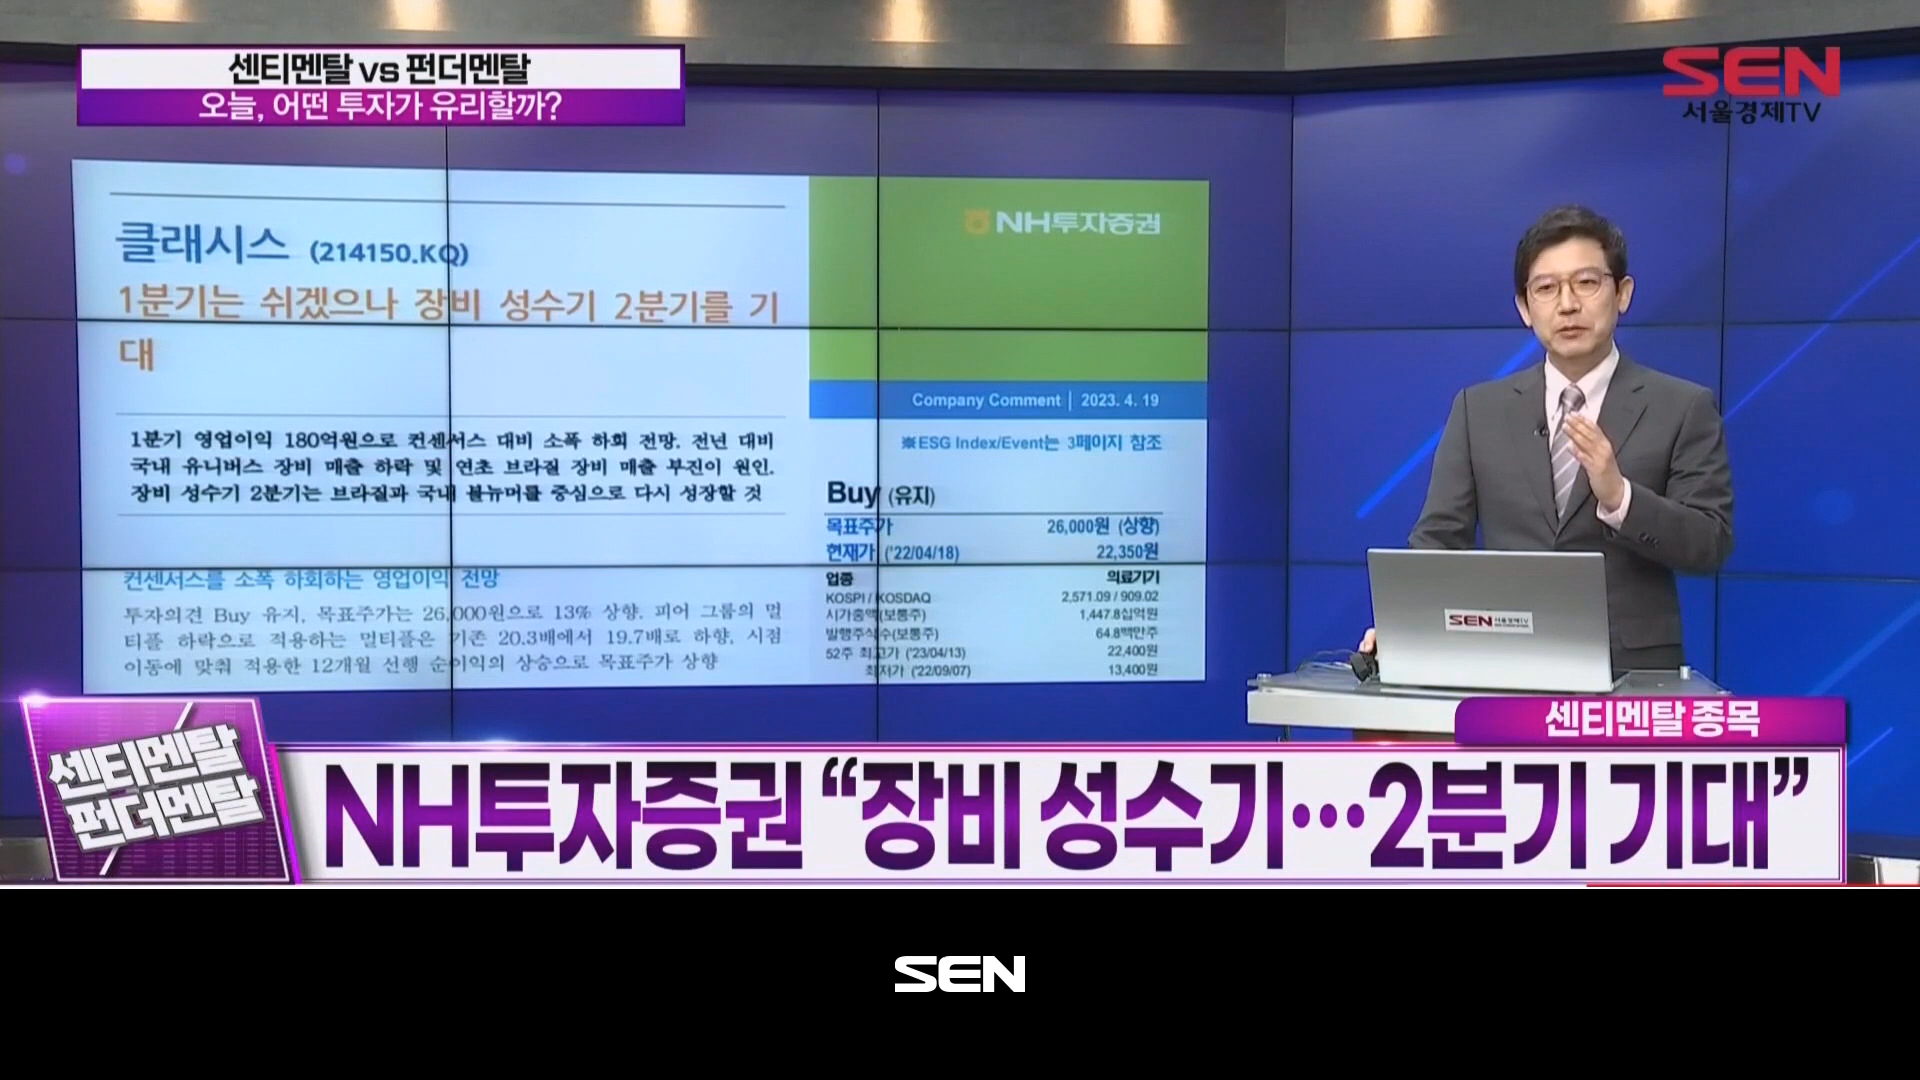 센티멘탈 vs 펀더멘탈
오늘, 어떤 투자가 유리할까?
SEN
서울경제TV
클래시스 (214150.KQ)
1분기는 쉬겠으나 장비 성수기 2분기를 기
대
1분기 영업이익 180억원으로 컨센서스 대비 소폭 하회 전망. 전년 대비
국내 유니버스 장비 매출 하락 및 연초 브라질 장비 매출 부진이 원인.
장비 성수기 2분기는 브라질과 국내 볼뉴머를 중심으로 다시 성장할 것
컨센서스를 소폭 하회하는 영업이익 전망
투자의견 Buy 유지, 목표주가는 26,000원으로 13% 상향. 피어 그룹의 멀
티플 하락으로 적용하는 멀티플은 기존 20.3배에서 19.7배로 하향, 시점
이동에 맞춰 적용한 12개월 선행 순이익의 상승으로 목표주가 상향
NH투자증권
Company Comment | 2023. 4. 19
※ESG Index/Event는 3페이지 참조
Buy (유지)
목표주가 26,000원 (상향)
현재가 ('22/04/18) 22,350원
업종 의료기기
KOSPI / KOSDAQ 2,571.09 / 909.02
시가총액(보통주) 1,447.8십억원
발행주식수(보통주) 64.8백만주
52주 최고가 ('23/04/13) 22,400원
최저가 ('22/09/07) 13,400원
SEN 서울경제TV
센티멘탈 종목
센티멘탈
펀더멘탈
NH투자증권 “장비 성수기…2분기 기대”
SEN